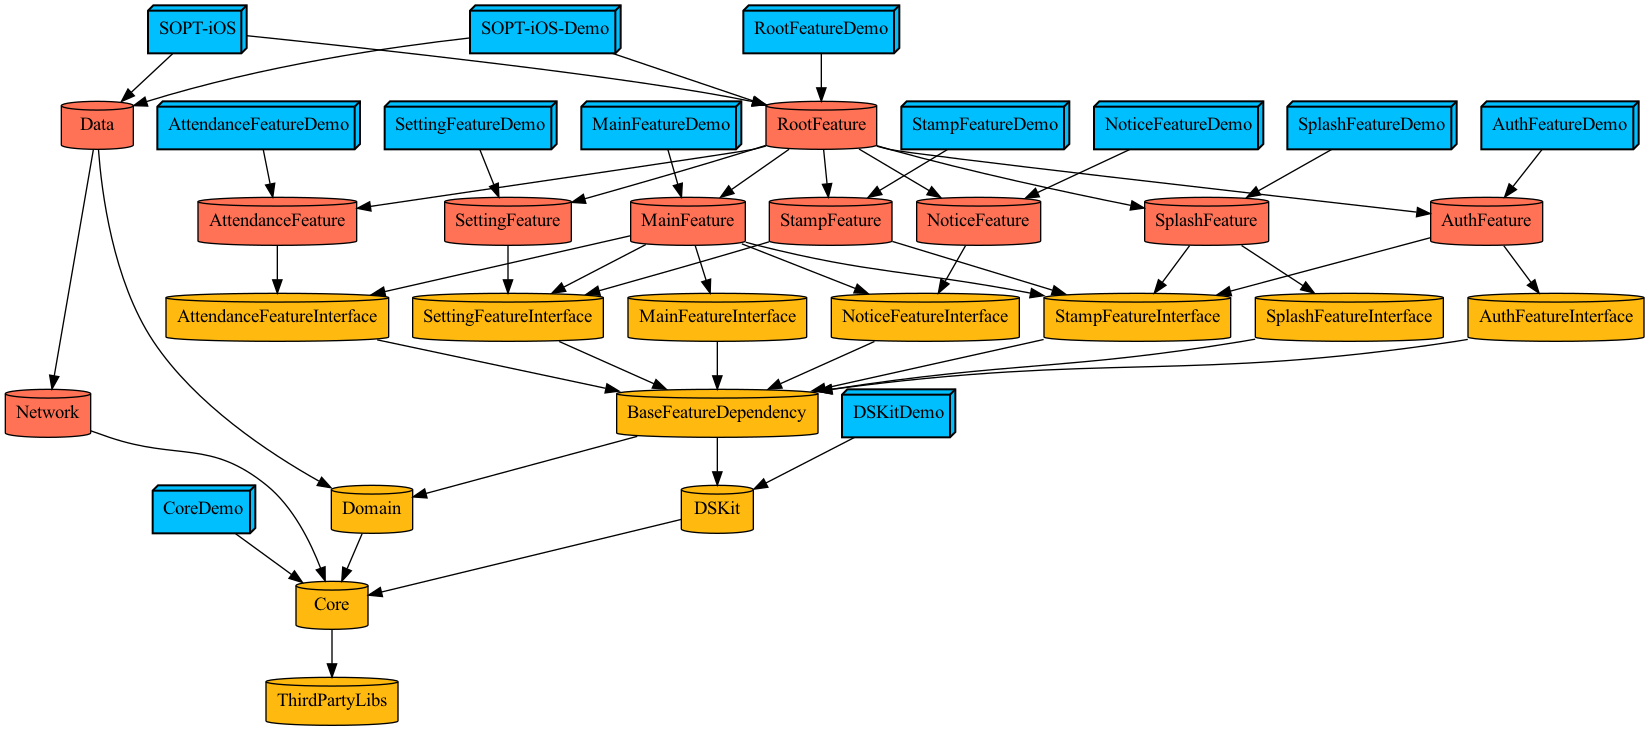 SOPT-iOS
SOPT-iOS-Demo
RootFeatureDemo
Data
AttendanceFeatureDemo
SettingFeatureDemo
MainFeatureDemo
RootFeature
StampFeatureDemo
NoticeFeatureDemo
SplashFeatureDemo
AuthFeatureDemo
AttendanceFeature
SettingFeature
MainFeature
StampFeature
NoticeFeature
SplashFeature
AuthFeature
AttendanceFeatureInterface
SettingFeatureInterface
MainFeatureInterface
NoticeFeatureInterface
StampFeatureInterface
SplashFeatureInterface
AuthFeatureInterface
Network
BaseFeatureDependency
DSKitDemo
CoreDemo
Domain
DSKit
Core
ThirdPartyLibs